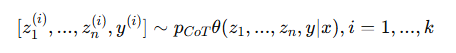 [z_1^{(i)}, ..., z_n^{(i)}, y^{(i)}] ∼ p_{CoT}θ(z_1, ..., z_n, y|x), i = 1, ..., k